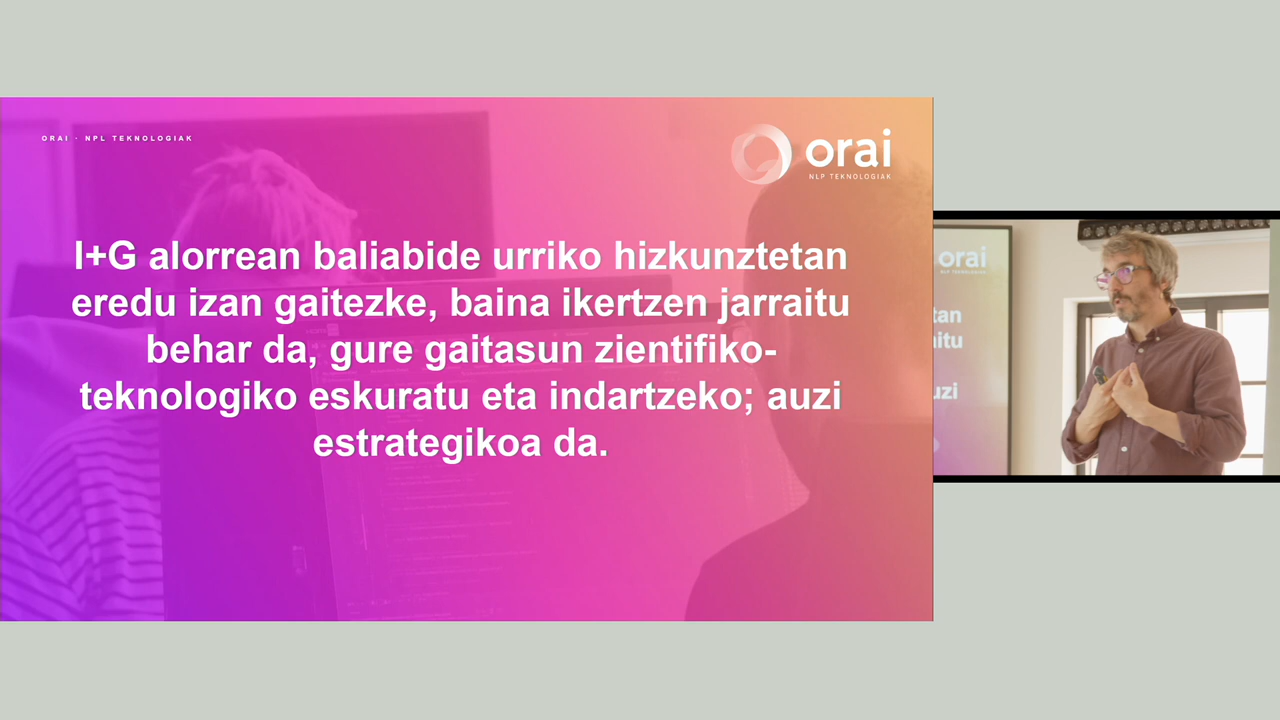 ORAI - NPL TEKNOLOGIAK
orai
NLP TEKNOLOGIAK
I+G alorrean baliabide urriko hizkunztetan
eredu izan gaitezke, baina ikertzen jarraitu
behar da, gure gaitasun zientifiko-
teknologiko eskuratu eta indartzeko; auzi
estrategikoa da.
orai
NLP TEKNOLOGIAK
tan
itu
uzi